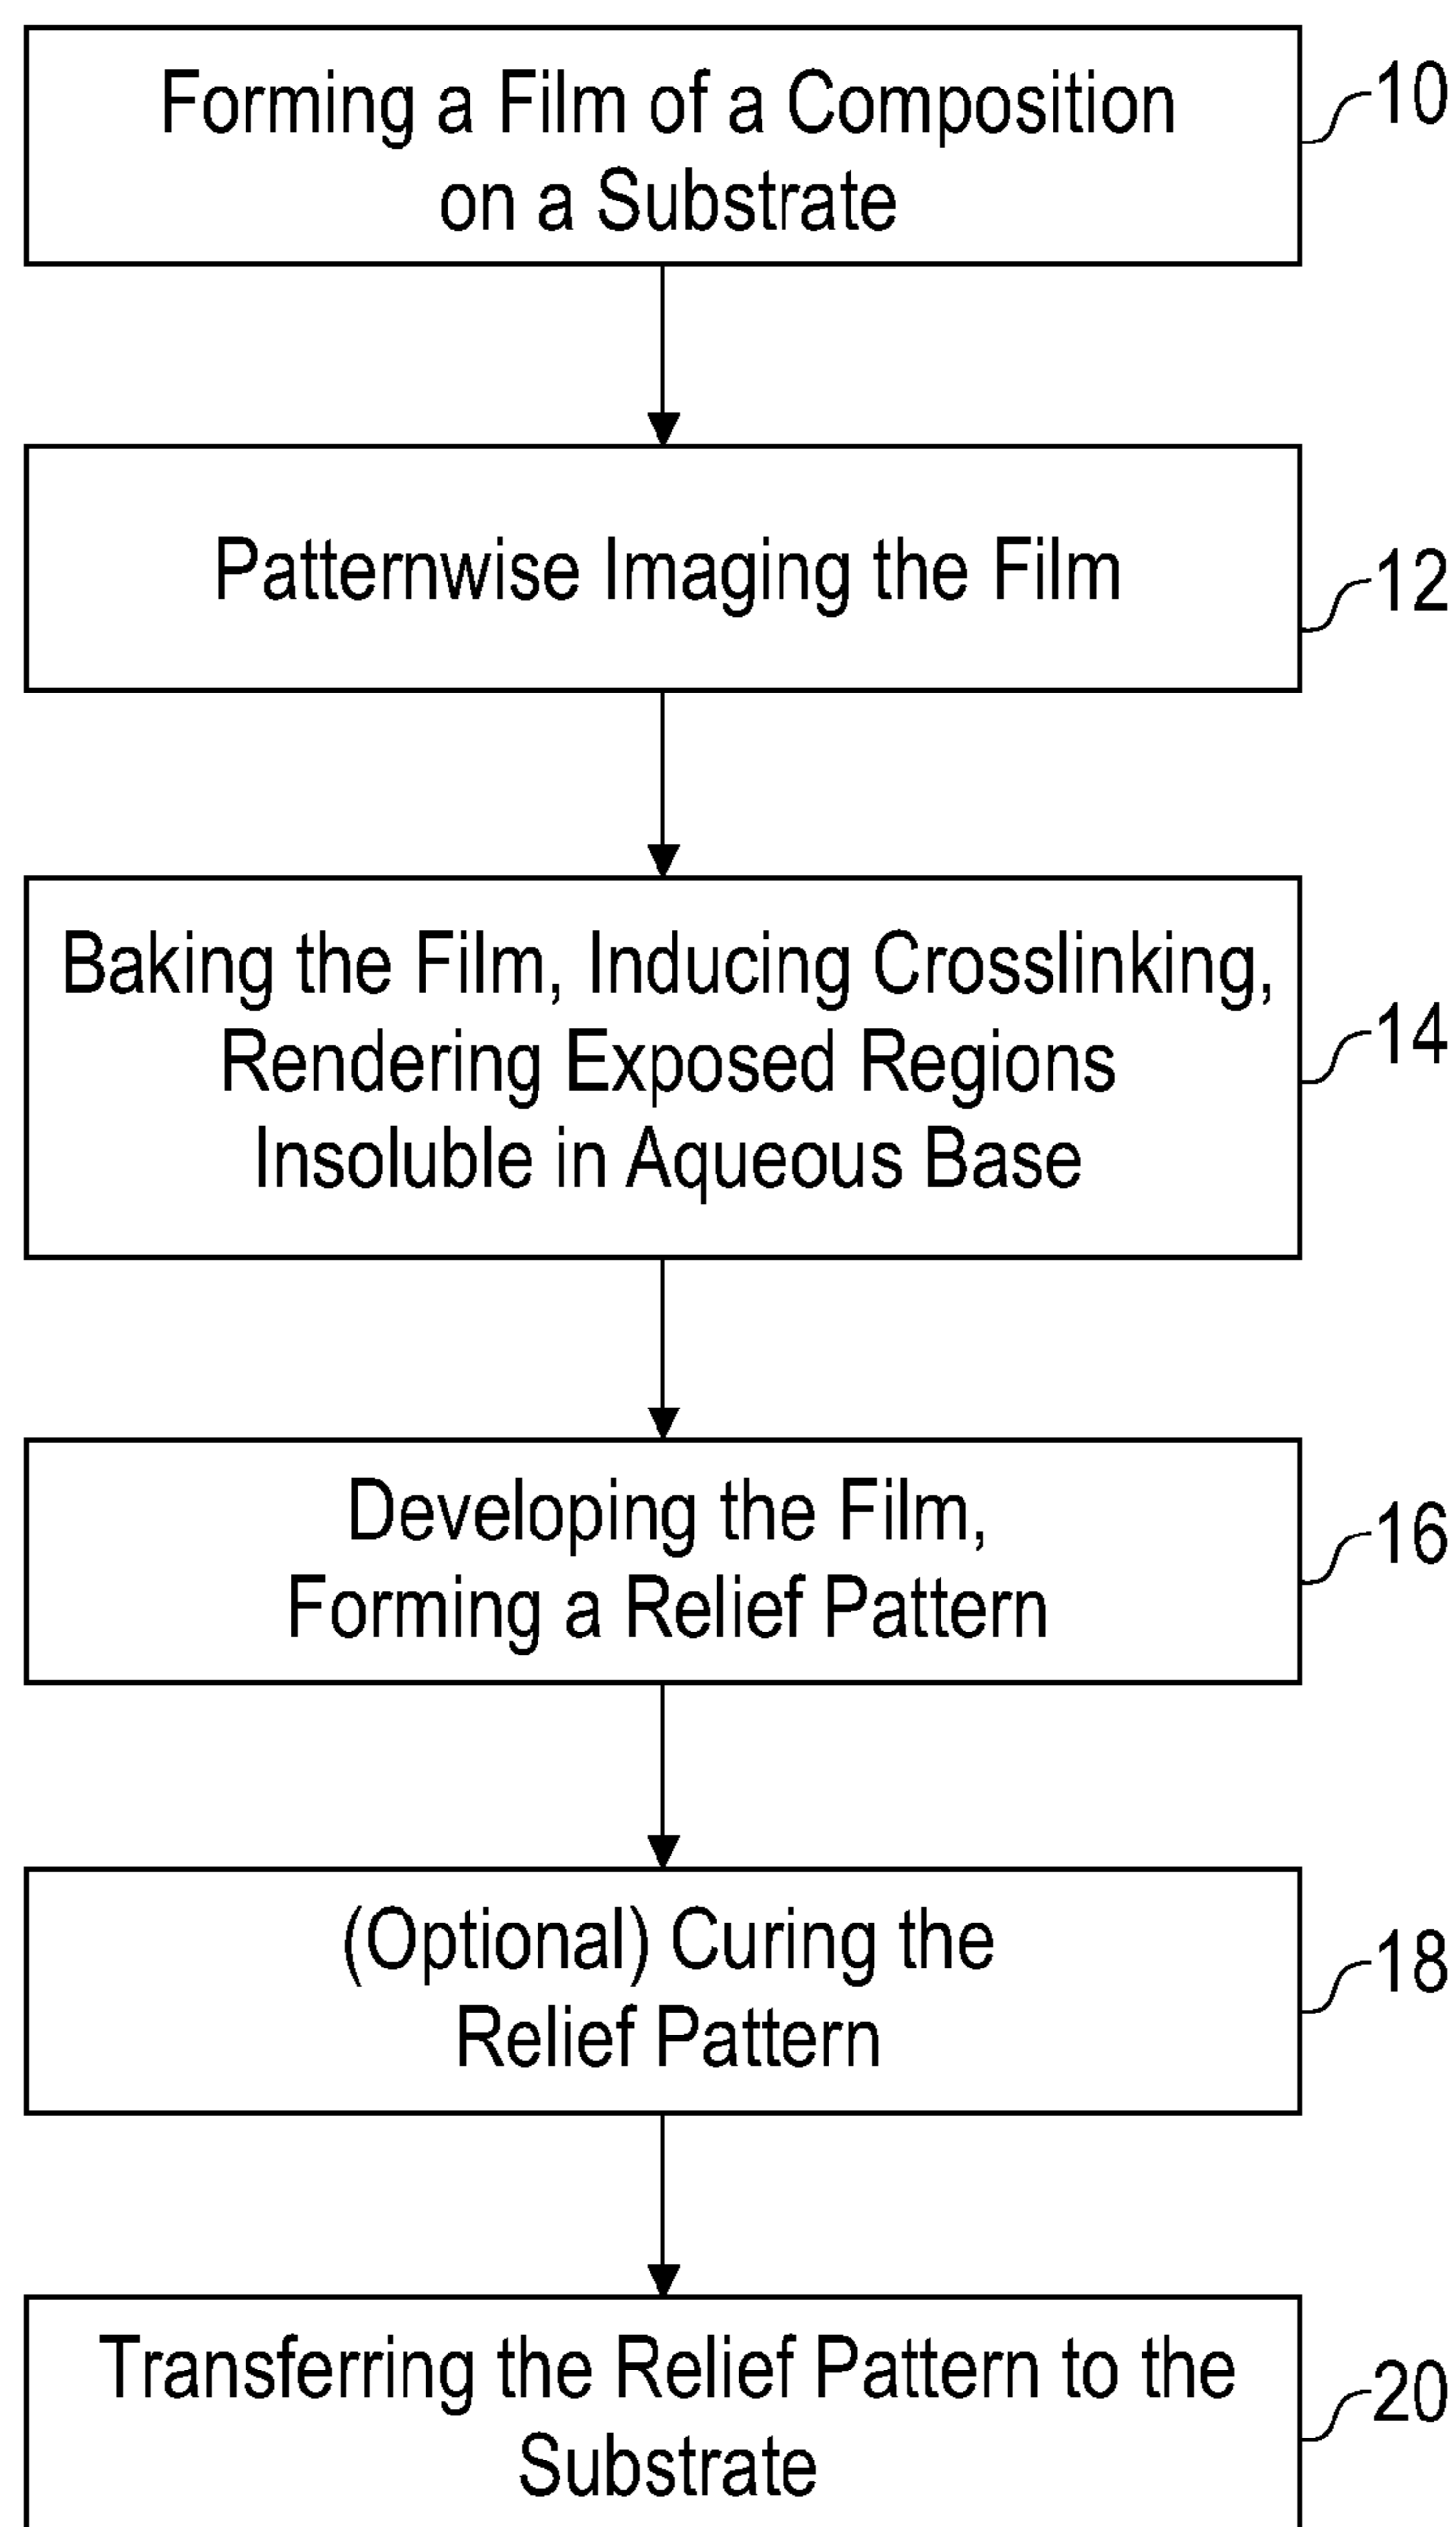 Forming a Film of a Composition
on a Substrate
10
Patternwise Imaging the Film
12
Baking the Film, Inducing Crosslinking,
Rendering Exposed Regions
Insoluble in Aqueous Base
14
Developing the Film,
Forming a Relief Pattern
16
(Optional) Curing the
Relief Pattern
18
Transferring the Relief Pattern to the
Substrate
20